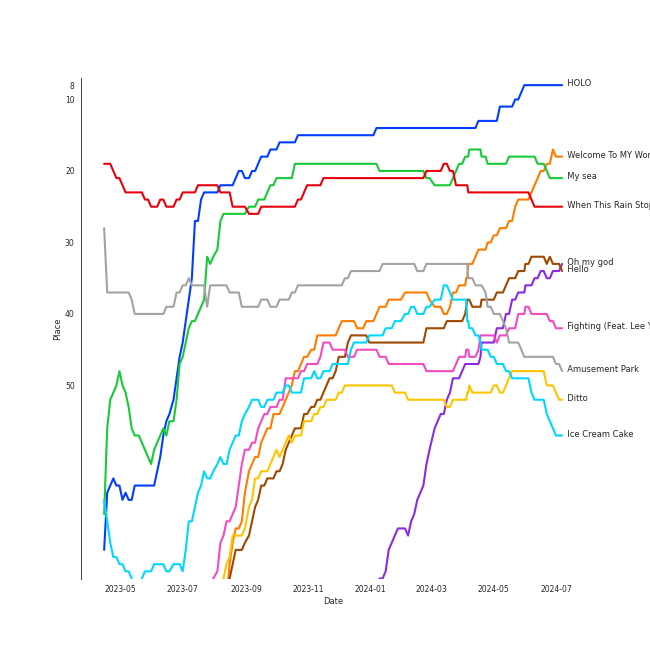 8
HOLO
10
Welcome To MY Wor
20
My sea
When This Rain Stop
30
Oh my god
Hello
40
Fighting (Feat. Lee Y
Place
Amusement Park
50
Ditto
Ice Cream Cake
2023-05 2023-07 2023-09 2023-11 2024-01 2024-03 2024-05 2024-07
Date